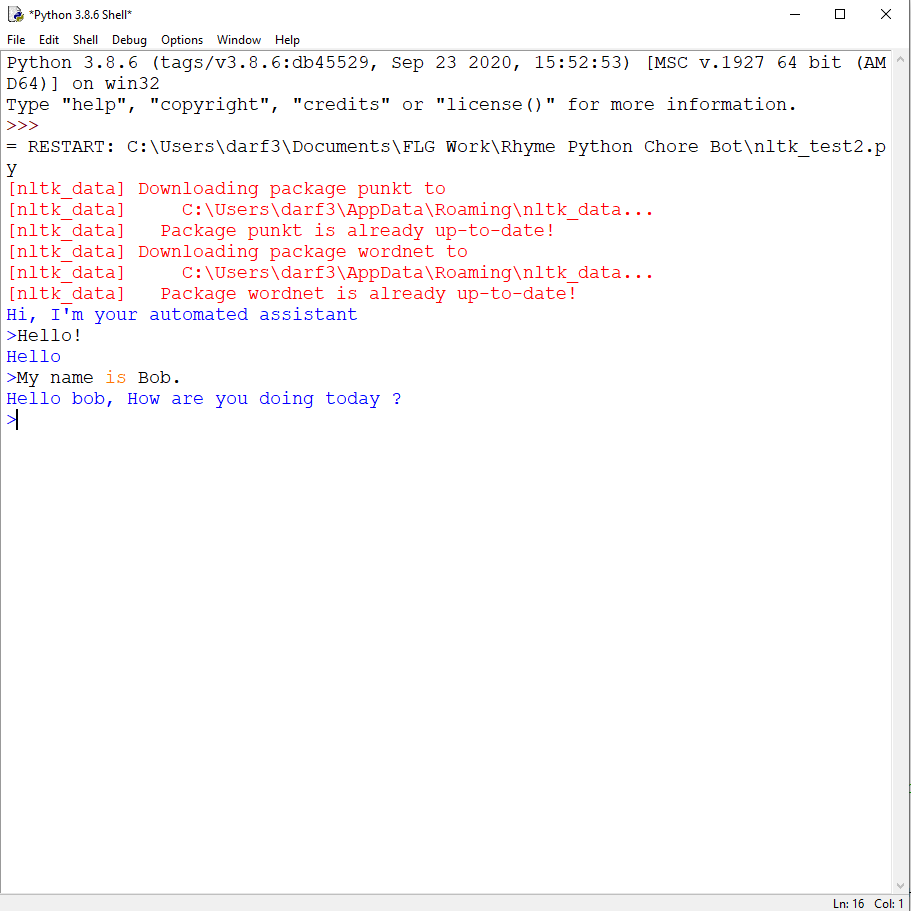 *Python 3.8.6 Shell*
File Edit Shell Debug Options Window Help
Python 3.8.6 (tags/v3.8.6:db45529, Sep 23 2020, 15:52:53) [MSC v.1927 64 bit (AM
D64)] on win32
Type "help", "copyright", "credits" or "license()" for more information.
>>>
= RESTART: C:\Users\darf3\Documents\FLG Work\Rhyme Python Chore Bot\nltk_test2.p
y
[nltk_data] Downloading package punkt to
[nltk_data]     C:\Users\darf3\AppData\Roaming\nltk_data...
[nltk_data]   Package punkt is already up-to-date!
[nltk_data] Downloading package wordnet to
[nltk_data]     C:\Users\darf3\AppData\Roaming\nltk_data...
[nltk_data]   Package wordnet is already up-to-date!
Hi, I'm your automated assistant
>Hello!
Hello
>My name is Bob.
Hello bob, How are you doing today ?
>
Ln: 16 Col: 1